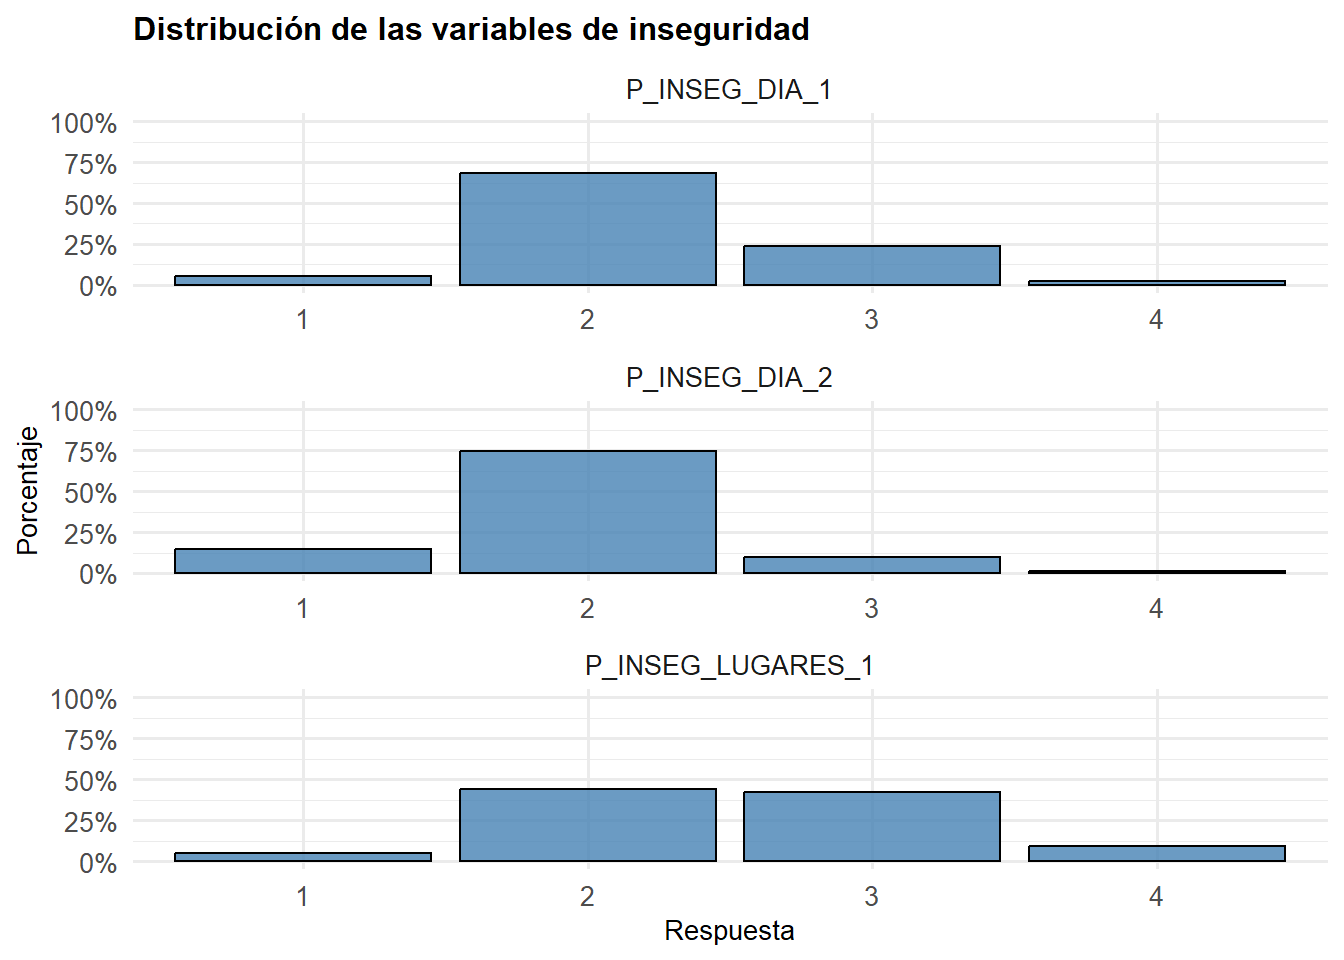 Distribución de las variables de inseguridad
P_INSEG_DIA_1
100%
75%
50%
25%
0%
1 2 3 4
P_INSEG_DIA_2
Porcentaje
100%
75%
50%
25%
0%
1 2 3 4
P_INSEG_LUGARES_1
100%
75%
50%
25%
0%
1 2 3 4
Respuesta